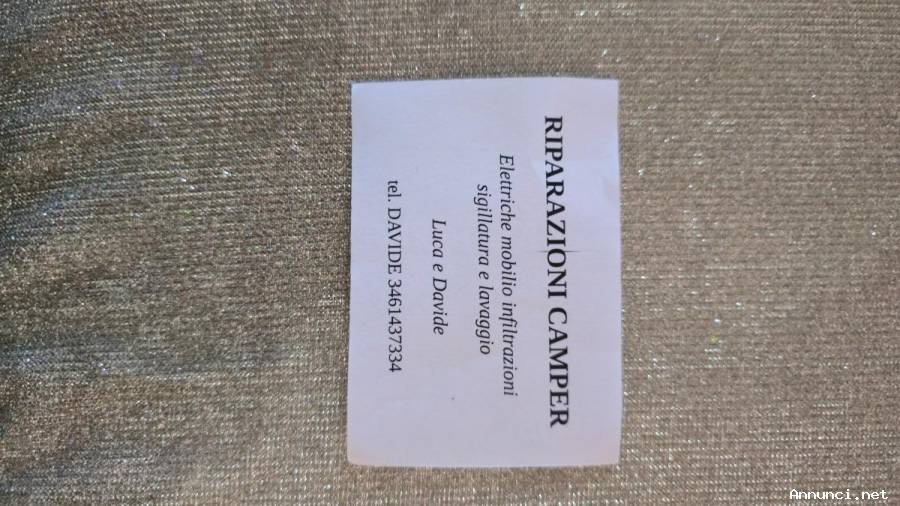 RIPARAZIONI CAMPER
Elettriche mobilio infiltrazioni
sigillatura e lavaggio
Luca e Davide
tel. DAVIDE 3461437334
Annunci.net